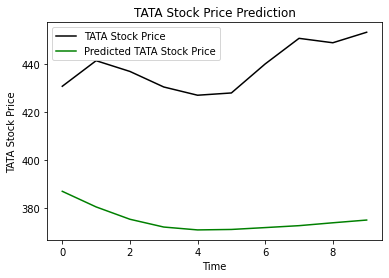 TATA Stock Price Prediction
TATA Stock Price
Predicted TATA Stock Price
TATA Stock Price
440
420
400
380
0 2 4 6 8
Time